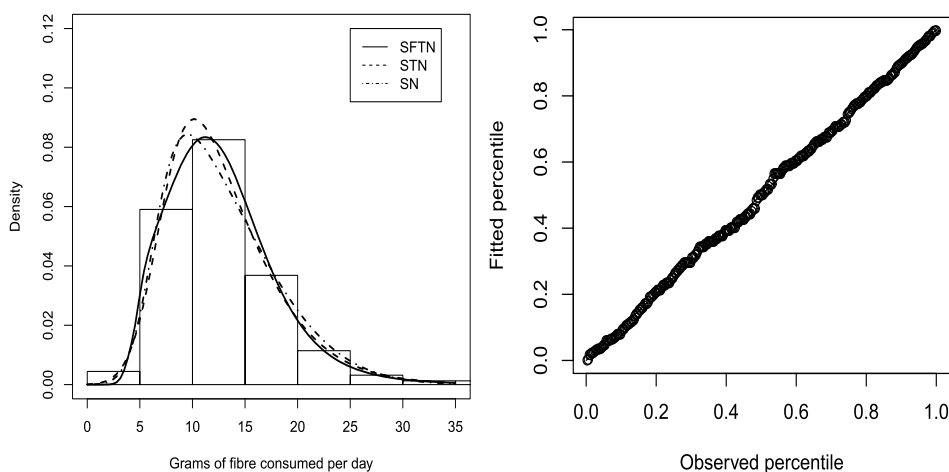 0.12
0.10
0.08
0.06
0.04
0.02
0.00
Density
SFTN
STN
SN
0 5 10 15 20 25 30 35
Grams of fibre consumed per day
1.0
0.8
0.6
0.4
0.2
0.0
Fitted percentile
0.0 0.2 0.4 0.6 0.8 1.0
Observed percentile